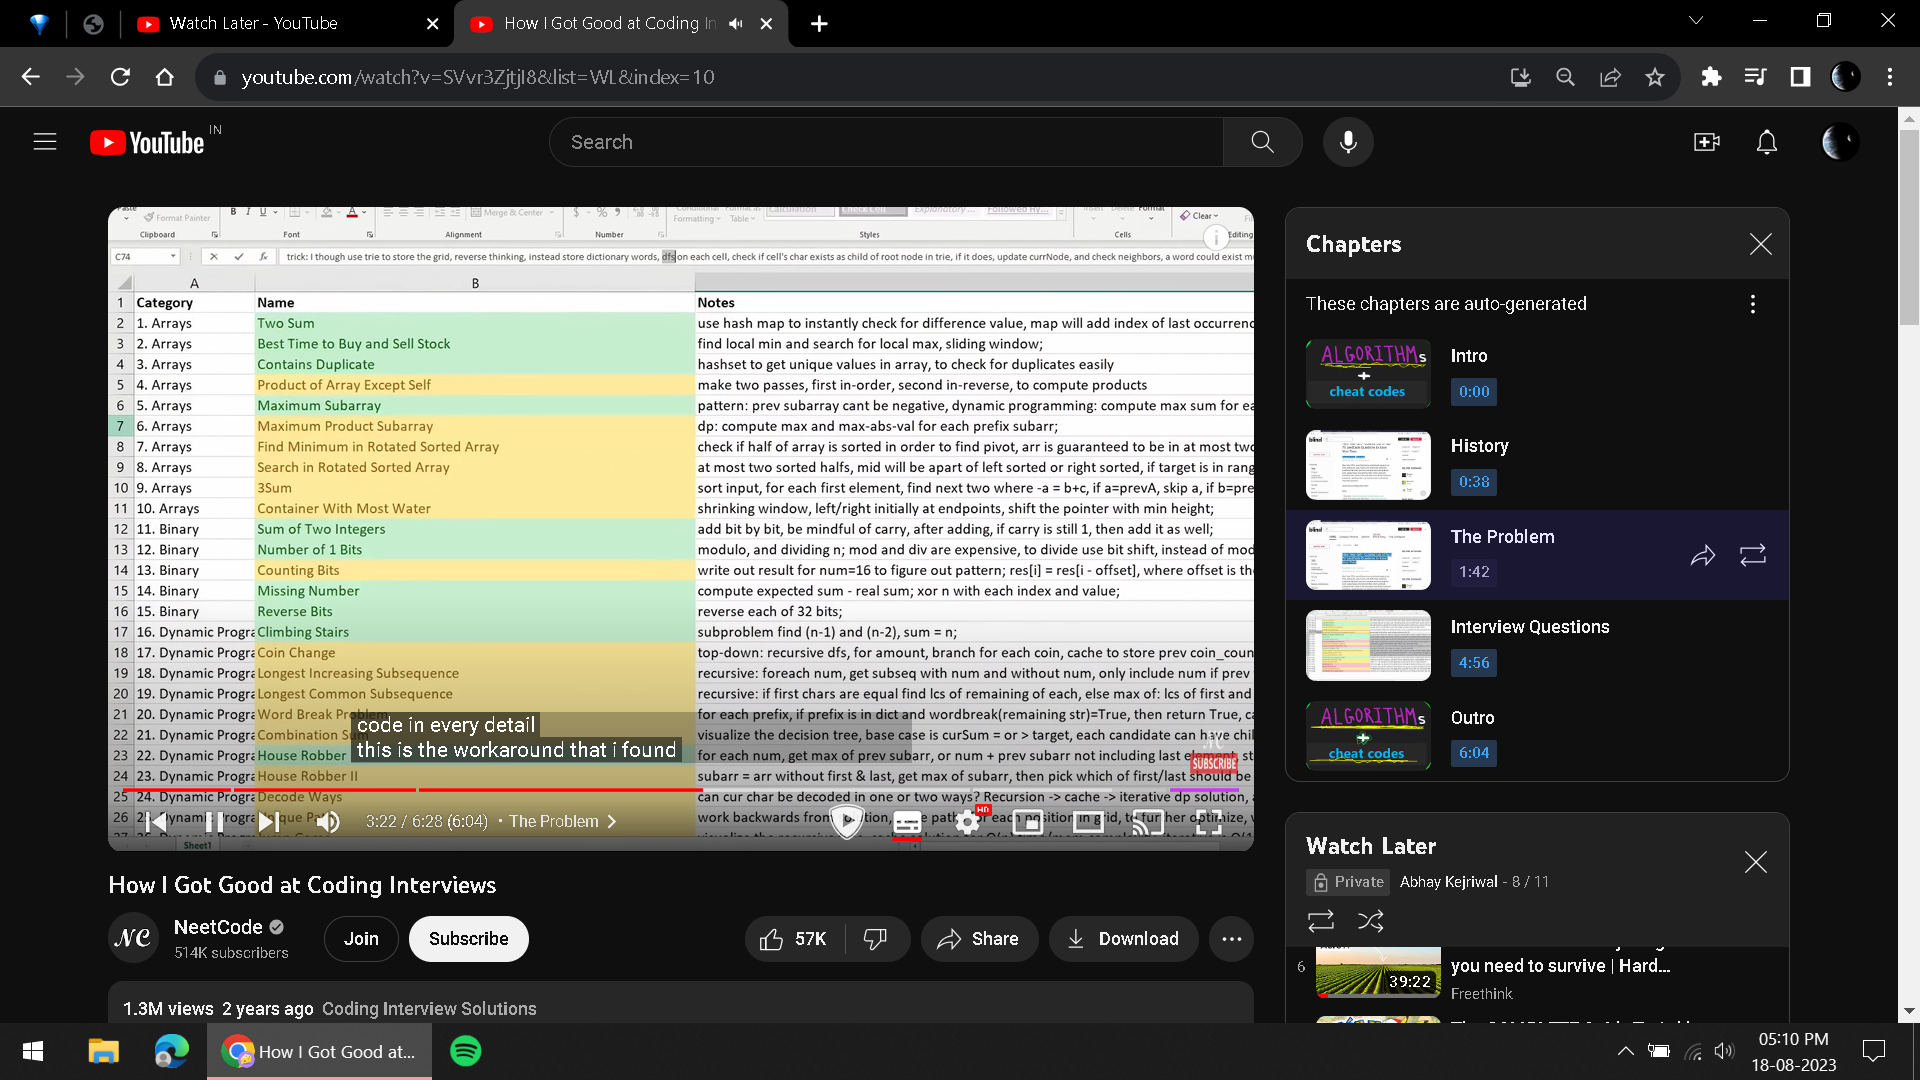 Watch Later - YouTube
How I Got Good at Coding In
youtube.com/watch?v=SVvr3ZjtjI8&list=WL&index=10
YouTube IN
Search
Format Painter
B I U
Merge & Center
Clear
Clipboard
Font
Alignment
Number
Styles
Cells
Editing
C74
fx
trick: I though use trie to store the grid, reverse thinking, instead store dictionary words, dfs on each cell, check if cell's char exists as child of root node in trie, if it does, update currNode, and check neighbors, a word could exist m
A
B
1 Category Name Notes
2 1. Arrays Two Sum use hash map to instantly check for difference value, map will add index of last occurrenc
3 2. Arrays Best Time to Buy and Sell Stock find local min and search for local max, sliding window;
4 3. Arrays Contains Duplicate hashset to get unique values in array, to check for duplicates easily
5 4. Arrays Product of Array Except Self make two passes, first in-order, second in-reverse, to compute products
6 5. Arrays Maximum Subarray pattern: prev subarray cant be negative, dynamic programming: compute max sum for ea
7 6. Arrays Maximum Product Subarray dp: compute max and max-abs-val for each prefix subarr;
8 7. Arrays Find Minimum in Rotated Sorted Array check if half of array is sorted in order to find pivot, arr is guaranteed to be in at most two
9 8. Arrays Search in Rotated Sorted Array at most two sorted halfs, mid will be apart of left sorted or right sorted, if target is in rang
10 9. Arrays 3Sum sort input, for each first element, find next two where -a = b+c, if a=prevA, skip a, if b=pre
11 10. Arrays Container With Most Water shrinking window, left/right initially at endpoints, shift the pointer with min height;
12 11. Binary Sum of Two Integers add bit by bit, be mindful of carry, after adding, if carry is still 1, then add it as well;
13 12. Binary Number of 1 Bits modulo, and dividing n; mod and div are expensive, to divide use bit shift, instead of mod
14 13. Binary Counting Bits write out result for num=16 to figure out pattern; res[i] = res[i - offset], where offset is the
15 14. Binary Missing Number compute expected sum - real sum; xor n with each index and value;
16 15. Binary Reverse Bits reverse each of 32 bits;
17 16. Dynamic Progra Climbing Stairs subproblem find (n-1) and (n-2), sum = n;
18 17. Dynamic Progra Coin Change top-down: recursive dfs, for amount, branch for each coin, cache to store prev coin_coun
19 18. Dynamic Progra Longest Increasing Subsequence recursive: foreach num, get subseq with num and without num, only include num if prev
20 19. Dynamic Progra Longest Common Subsequence recursive: if first chars are equal find lcs of remaining of each, else max of: lcs of first and
21 20. Dynamic Progra Word Break Problem for each prefix, if prefix is in dict and wordbreak(remaining str)=True, then return True, ca
22 21. Dynamic Progra Combination Sum visualize the decision tree, base case is curSum = or > target, each candidate can have chil
23 22. Dynamic Progra House Robber for each num, get max of prev subarr, or num + prev subarr not including last element, st
24 23. Dynamic Progra House Robber II subarr = arr without first & last, get max of subarr, then pick which of first/last should be
25 24. Dynamic Progra Decode Ways can cur char be decoded in one or two ways? Recursion -> cache -> iterative dp solution, a
26
code in every detail
this is the workaround that i found
NC
SUBSCRIBE
3:22 / 6:28 (6:04) • The Problem
HD
Sheet1
How I Got Good at Coding Interviews
NC
NeetCode
514K subscribers
Join
Subscribe
57K
Share
Download
1.3M views 2 years ago Coding Interview Solutions
Chapters
These chapters are auto-generated
ALGORITHMs
+
cheat codes
Intro
0:00
History
0:38
The Problem
1:42
Interview Questions
4:56
ALGORITHMs
+
cheat codes
Outro
6:04
Watch Later
Private Abhay Kejriwal - 8 / 11
6
39:22
you need to survive | Hard...
Freethink
How I Got Good at...
05:10 PM
18-08-2023